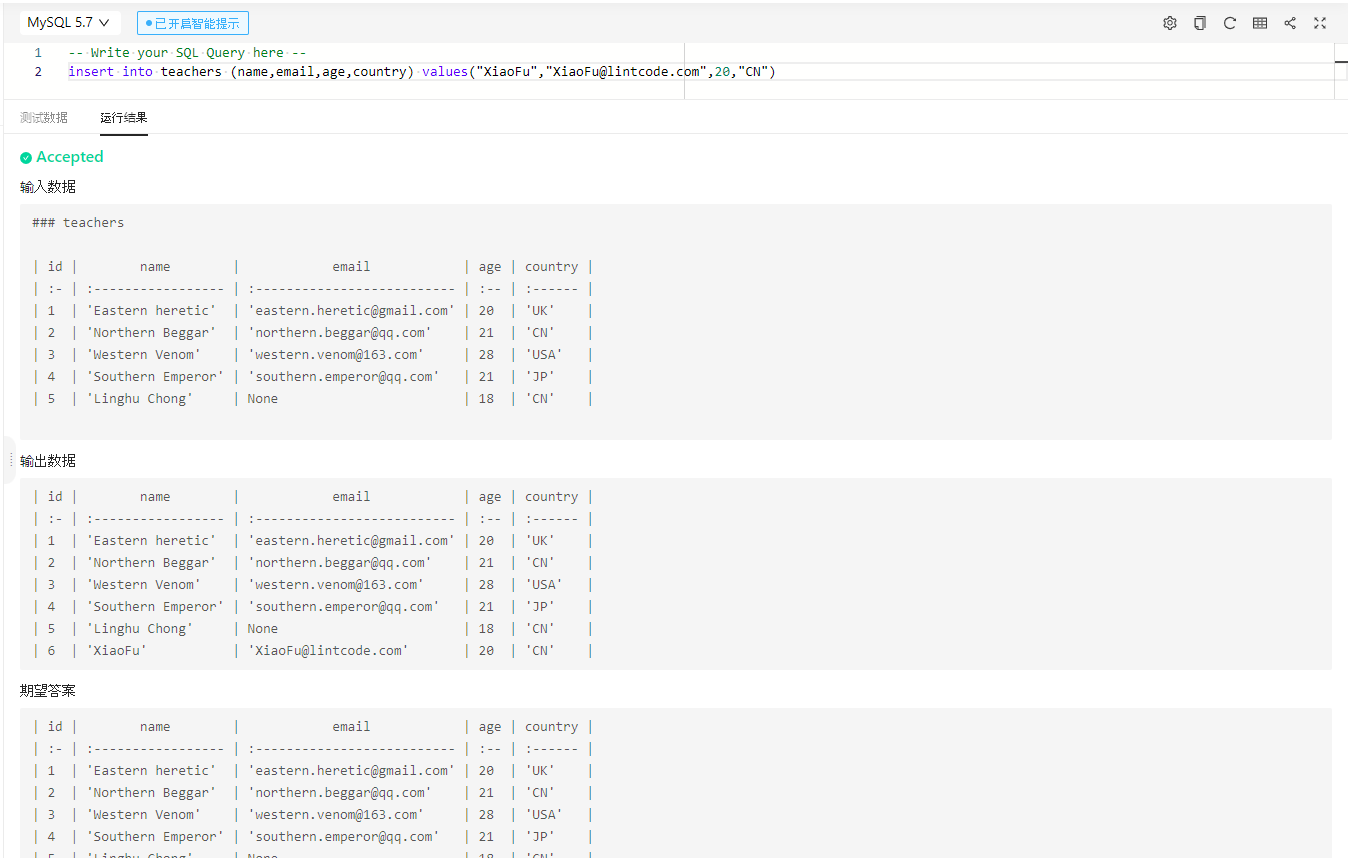 MySQL 5.7 已开启智能提示
1 -- Write your SQL Query here --
2 insert into teachers (name,email,age,country) values("XiaoFu","XiaoFu@lintcode.com",20,"CN")
测试数据 运行结果
Accepted
输入数据
### teachers
| id | name | email | age | country |
| :- | :----------------- | :-------------------------- | :-- | :------ |
| 1 | 'Eastern heretic' | 'eastern.heretic@gmail.com' | 20 | 'UK' |
| 2 | 'Northern Beggar' | 'northern.beggar@qq.com' | 21 | 'CN' |
| 3 | 'Western Venom' | 'western.venom@163.com' | 28 | 'USA' |
| 4 | 'Southern Emperor' | 'southern.emperor@qq.com' | 21 | 'JP' |
| 5 | 'Linghu Chong' | None | 18 | 'CN' |
输出数据
| id | name | email | age | country |
| :- | :----------------- | :-------------------------- | :-- | :------ |
| 1 | 'Eastern heretic' | 'eastern.heretic@gmail.com' | 20 | 'UK' |
| 2 | 'Northern Beggar' | 'northern.beggar@qq.com' | 21 | 'CN' |
| 3 | 'Western Venom' | 'western.venom@163.com' | 28 | 'USA' |
| 4 | 'Southern Emperor' | 'southern.emperor@qq.com' | 21 | 'JP' |
| 5 | 'Linghu Chong' | None | 18 | 'CN' |
| 6 | 'XiaoFu' | 'XiaoFu@lintcode.com' | 20 | 'CN' |
期望答案
| id | name | email | age | country |
| :- | :----------------- | :-------------------------- | :-- | :------ |
| 1 | 'Eastern heretic' | 'eastern.heretic@gmail.com' | 20 | 'UK' |
| 2 | 'Northern Beggar' | 'northern.beggar@qq.com' | 21 | 'CN' |
| 3 | 'Western Venom' | 'western.venom@163.com' | 28 | 'USA' |
| 4 | 'Southern Emperor' | 'southern.emperor@qq.com' | 21 | 'JP' |
| 5 | 'Linghu Chong' | None | 18 | 'CN' |